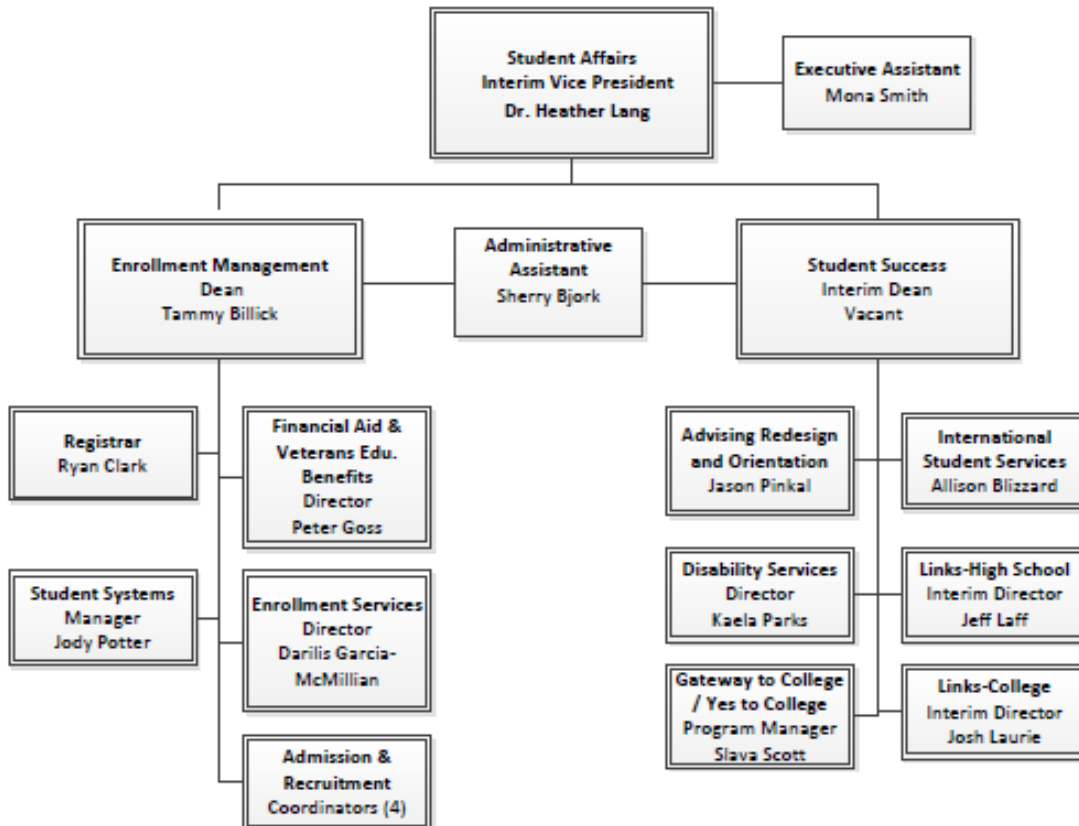 Student Affairs
Interim Vice President
Dr. Heather Lang
Executive Assistant
Mona Smith
Enrollment Management
Dean
Tammy Billick
Administrative
Assistant
Sherry Bjork
Student Success
Interim Dean
Vacant
Registrar
Ryan Clark
Financial Aid &
Veterans Edu.
Benefits
Director
Peter Goss
Advising Redesign
and Orientation
Jason Pinkal
International
Student Services
Allison Blizzard
Student Systems
Manager
Jody Potter
Enrollment Services
Director
Darilis Garcia-
McMillian
Disability Services
Director
Kaela Parks
Links-High School
Interim Director
Jeff Laff
Gateway to College
/ Yes to College
Program Manager
Slava Scott
Links-College
Interim Director
Josh Laurie
Admission &
Recruitment
Coordinators (4)